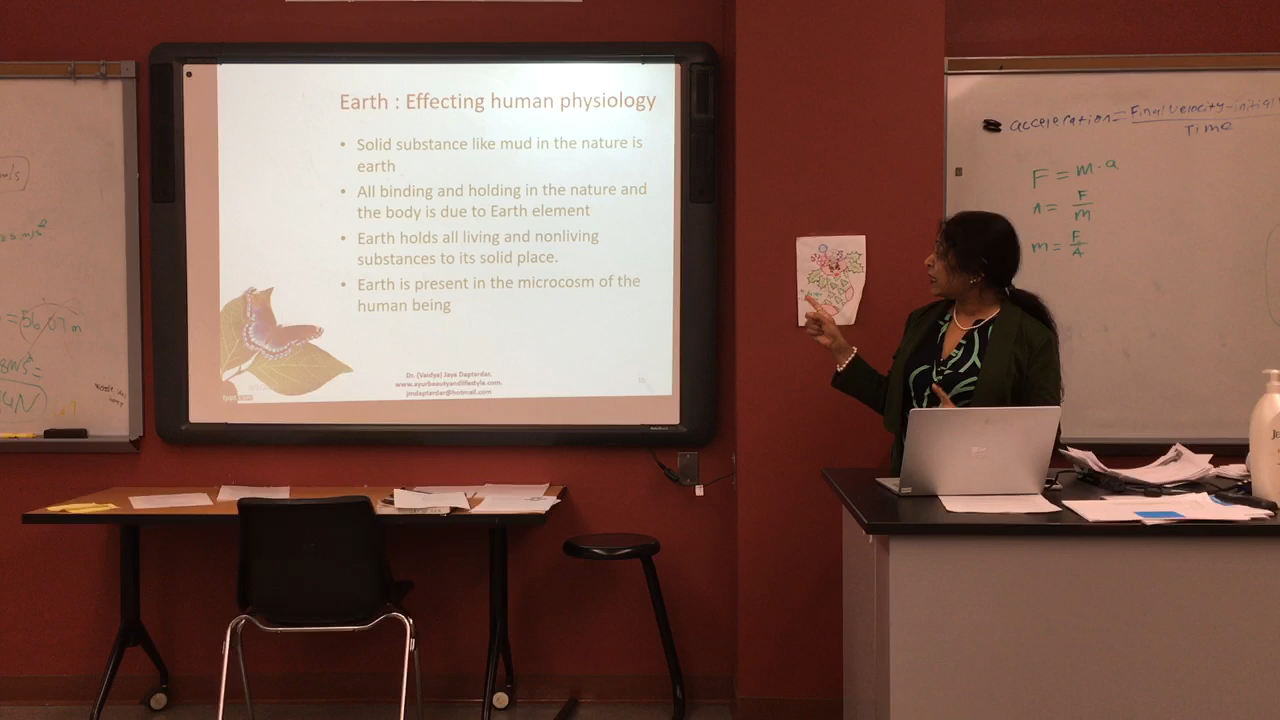 Earth : Effecting human physiology
• Solid substance like mud in the nature is
earth
• All binding and holding in the nature and
the body is due to Earth element
• Earth holds all living and nonliving
substances to its solid place.
• Earth is present in the microcosm of the
human being
Dr. (Vaidya) Jaya Daptardar,
www.ayurbeautyandlifestyle.com,
jmdaptardar@hotmail.com
acceleration = Final Velocity - initial
Time
F = m · a
A = F
m
m = F
A
m/s
m/s²
= 56.07 m